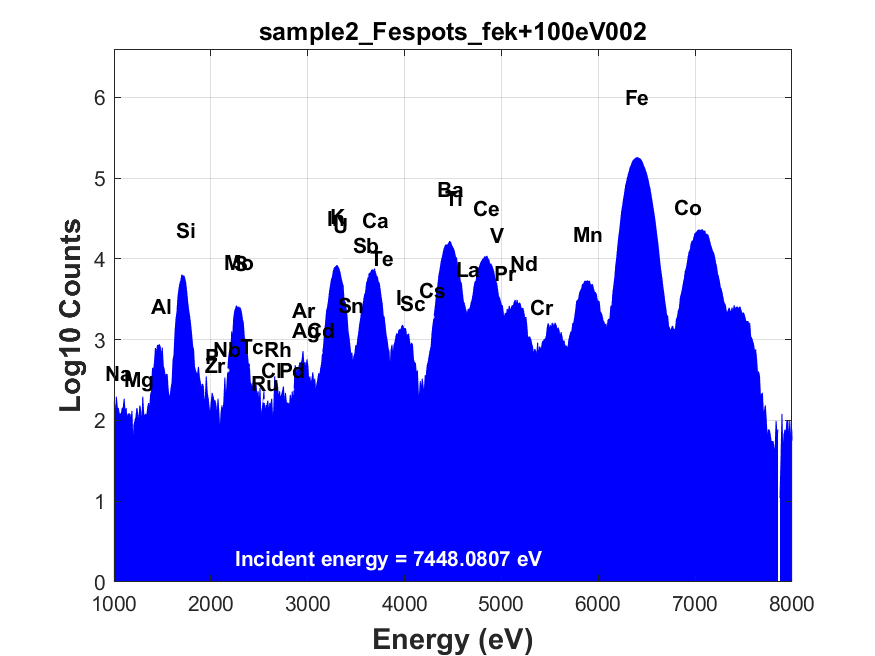 sample2_Fespots_fek+100eV002
6
5
4
3
2
1
0
Log10 Counts
Fe
Ba
Ti
Ce
Co
In
K
U
Ca
Si
V
Mn
Sb
Te
Mo
S
La
Pr
Nd
Cs
I
Sc
Sn
Al
Ar
Ag
Cd
Cr
P
Nb
Tc
Rh
Zr
Na
Mg
Cl
Pd
Ru
Incident energy = 7448.0807 eV
1000 2000 3000 4000 5000 6000 7000 8000
Energy (eV)